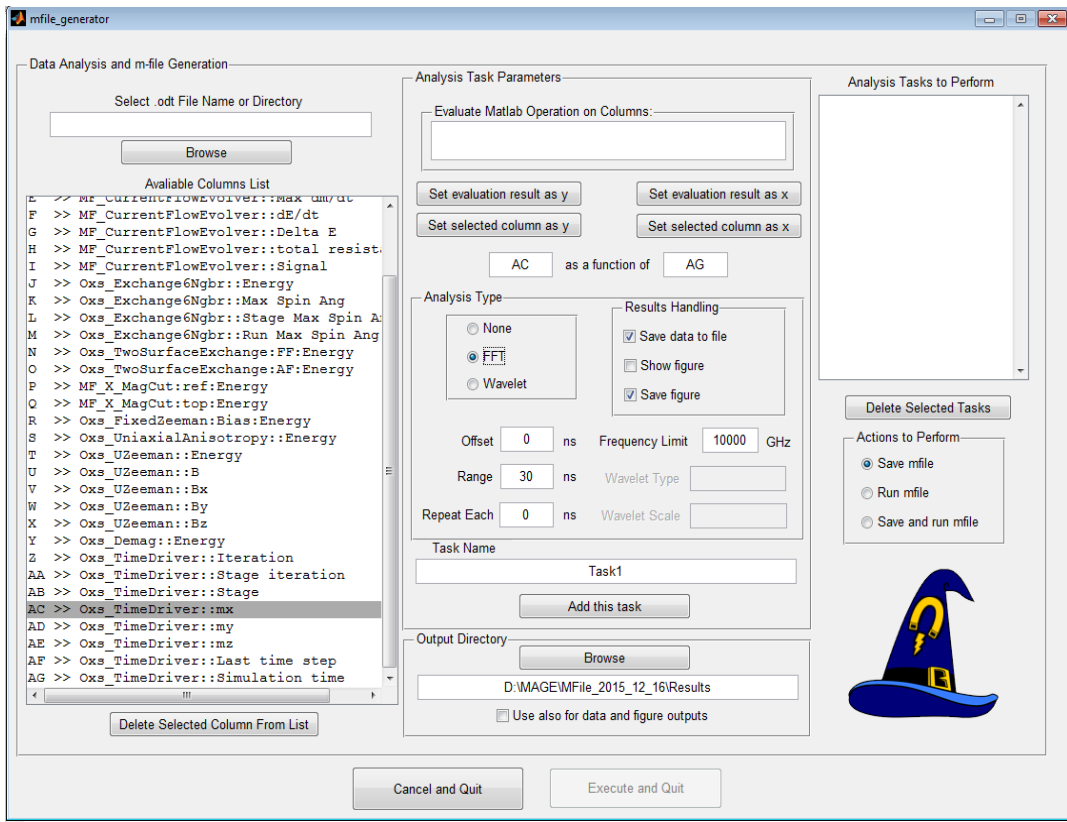 mfile_generator
Data Analysis and m-file Generation
Select .odt File Name or Directory
Browse
Avaliable Columns List
E >> MF_CurrentFlowEvolver::Max dm/dt
F >> MF_CurrentFlowEvolver::dE/dt
G >> MF_CurrentFlowEvolver::Delta E
H >> MF_CurrentFlowEvolver::total resist
I >> MF_CurrentFlowEvolver::Signal
J >> Oxs_Exchange6Ngbr::Energy
K >> Oxs_Exchange6Ngbr::Max Spin Ang
L >> Oxs_Exchange6Ngbr::Stage Max Spin A
M >> Oxs_Exchange6Ngbr::Run Max Spin Ang
N >> Oxs_TwoSurfaceExchange:FF:Energy
O >> Oxs_TwoSurfaceExchange:AF:Energy
P >> MF_X_MagCut:ref:Energy
Q >> MF_X_MagCut:top:Energy
R >> Oxs_FixedZeeman:Bias:Energy
S >> Oxs_UniaxialAnisotropy::Energy
T >> Oxs_UZeeman::Energy
U >> Oxs_UZeeman::B
V >> Oxs_UZeeman::Bx
W >> Oxs_UZeeman::By
X >> Oxs_UZeeman::Bz
Y >> Oxs_Demag::Energy
Z >> Oxs_TimeDriver::Iteration
AA >> Oxs_TimeDriver::Stage iteration
AB >> Oxs_TimeDriver::Stage
AC >> Oxs_TimeDriver::mx
AD >> Oxs_TimeDriver::my
AE >> Oxs_TimeDriver::mz
AF >> Oxs_TimeDriver::Last time step
AG >> Oxs_TimeDriver::Simulation time
Delete Selected Column From List
Analysis Task Parameters
Evaluate Matlab Operation on Columns:
Set evaluation result as y
Set evaluation result as x
Set selected column as y
Set selected column as x
AC as a function of AG
Analysis Type
None
FFT
Wavelet
Results Handling
Save data to file
Show figure
Save figure
Offset 0 ns Frequency Limit 10000 GHz
Range 30 ns Wavelet Type
Repeat Each 0 ns Wavelet Scale
Task Name
Task1
Add this task
Output Directory
Browse
D:\MAGE\MFile_2015_12_16\Results
Use also for data and figure outputs
Analysis Tasks to Perform
Delete Selected Tasks
Actions to Perform
Save mfile
Run mfile
Save and run mfile
Cancel and Quit
Execute and Quit